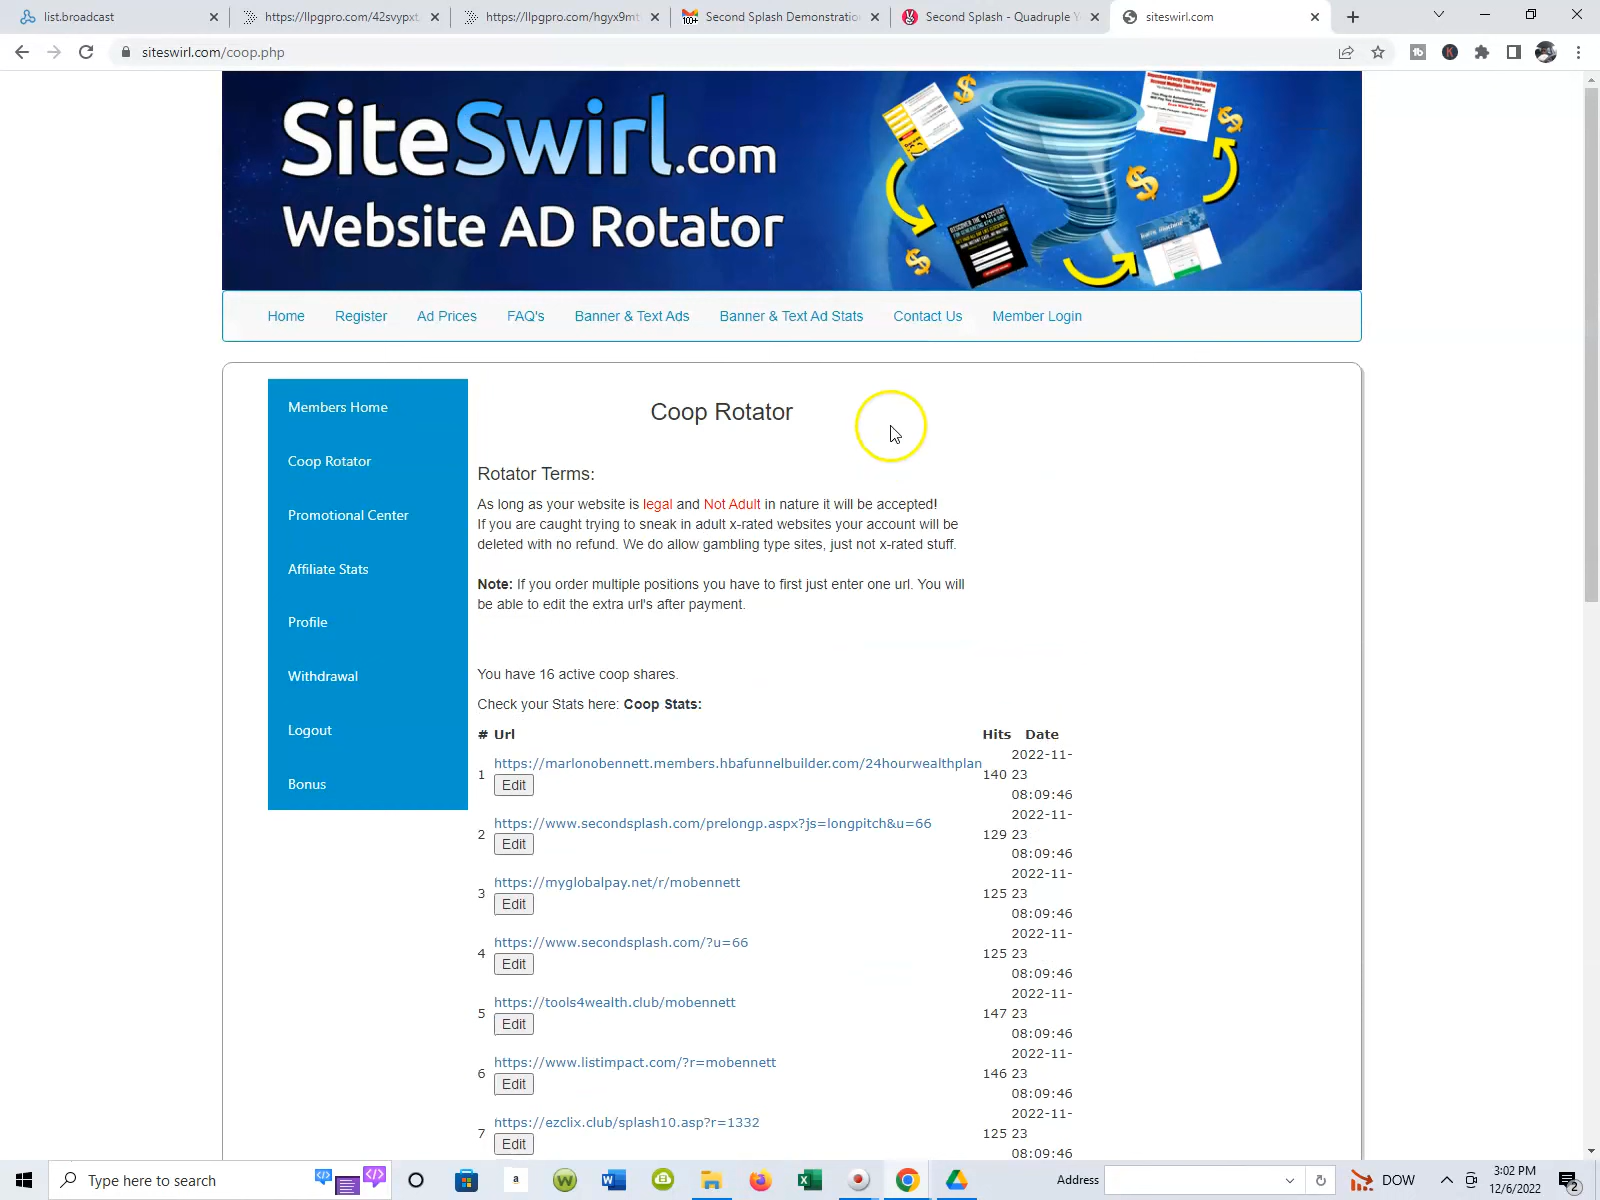 list.broadcast
https://llpgpro.com/42svypxt
https://llpgpro.com/hgyx9mt
100+
Second Splash Demonstratio
Second Splash - Quadruple Y
siteswirl.com
siteswirl.com/coop.php
SiteSwirl.com
Website AD Rotator
Home
Register
Ad Prices
FAQ's
Banner & Text Ads
Banner & Text Ad Stats
Contact Us
Member Login
Members Home
Coop Rotator
Promotional Center
Affiliate Stats
Profile
Withdrawal
Logout
Bonus
Coop Rotator
Rotator Terms:
As long as your website is legal and Not Adult in nature it will be accepted!
If you are caught trying to sneak in adult x-rated websites your account will be
deleted with no refund. We do allow gambling type sites, just not x-rated stuff.
Note: If you order multiple positions you have to first just enter one url. You will
be able to edit the extra url's after payment.
You have 16 active coop shares.
Check your Stats here: Coop Stats:
# Url Hits Date
1 https://marlonobennett.members.hbafunnelbuilder.com/24hourwealthplan 140 2022-11-
23
08:09:46
Edit
2 https://www.secondsplash.com/prelongp.aspx?js=longpitch&u=66 129 2022-11-
23
08:09:46
Edit
3 https://myglobalpay.net/r/mobennett 125 2022-11-
23
08:09:46
Edit
4 https://www.secondsplash.com/?u=66 125 2022-11-
23
08:09:46
Edit
5 https://tools4wealth.club/mobennett 147 2022-11-
23
08:09:46
Edit
6 https://www.listimpact.com/?r=mobennett 146 2022-11-
23
08:09:46
Edit
7 https://ezclix.club/splash10.asp?r=1332 125 2022-11-
23
08:09:46
Edit
Type here to search
Address
DOW
3:02 PM
12/6/2022
2